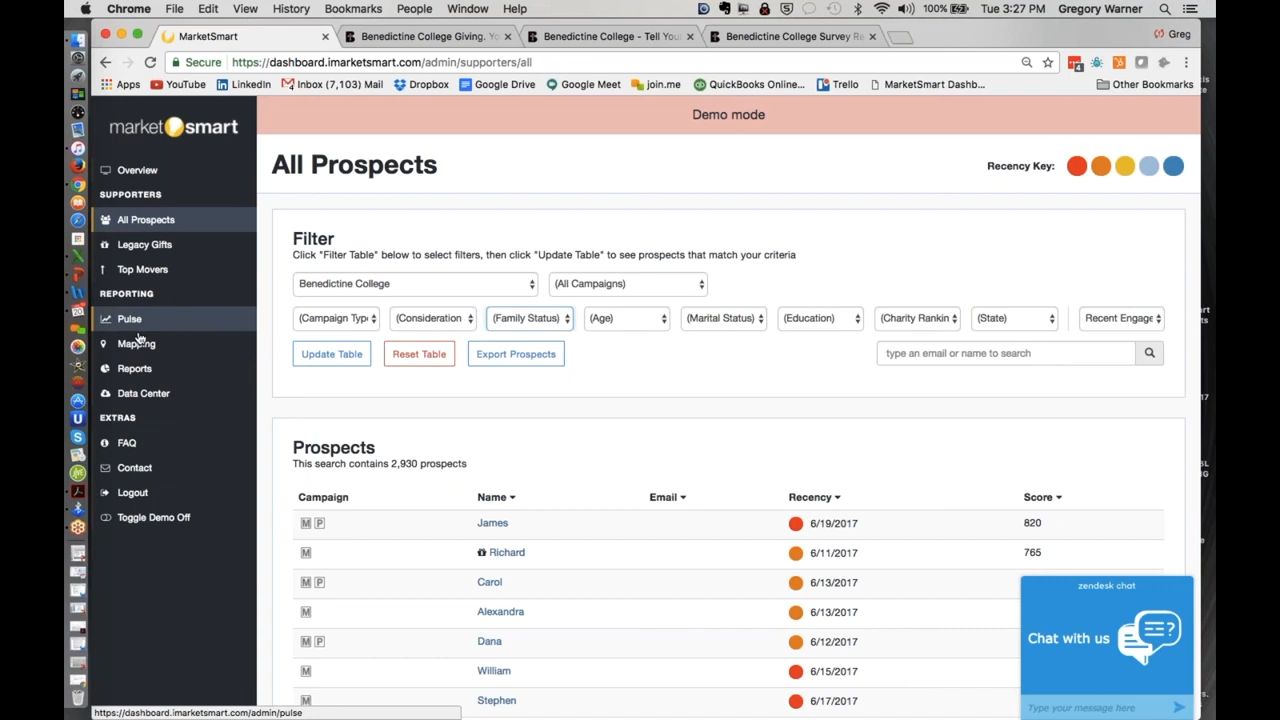 Chrome File Edit View History Bookmarks People Window Help 100% Tue 3:27 PM Gregory Warner
MarketSmart Benedictine College Giving. Yo Benedictine College - Tell Your Benedictine College Survey Re Greg
Secure https://dashboard.imarketsmart.com/admin/supporters/all
Apps YouTube LinkedIn Inbox (7,103) Mail Dropbox Google Drive Google Meet join.me QuickBooks Online... Trello MarketSmart Dashb... Other Bookmarks
marketsmart
Demo mode
Overview
SUPPORTERS
All Prospects
Legacy Gifts
Top Movers
REPORTING
Pulse
Mapping
Reports
Data Center
EXTRAS
FAQ
Contact
Logout
Toggle Demo Off
All Prospects
Recency Key:
Filter
Click "Filter Table" below to select filters, then click "Update Table" to see prospects that match your criteria
Benedictine College (All Campaigns)
(Campaign Type (Consideration (Family Status) (Age) (Marital Status) (Education) (Charity Rankin (State) Recent Engage
Update Table Reset Table Export Prospects type an email or name to search
Prospects
This search contains 2,930 prospects
Campaign Name Email Recency Score
M P James 6/19/2017 820
M Richard 6/11/2017 765
M P Carol 6/13/2017
M Alexandra 6/13/2017
M P Dana 6/12/2017
M William 6/15/2017
M Stephen 6/17/2017
zendesk chat
Chat with us
Type your message here
https://dashboard.imarketsmart.com/admin/pulse